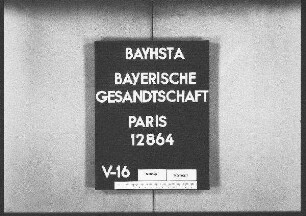 BAYHSTA
BAYERISCHE
GESANDTSCHAFT
PARIS
12864
V-16